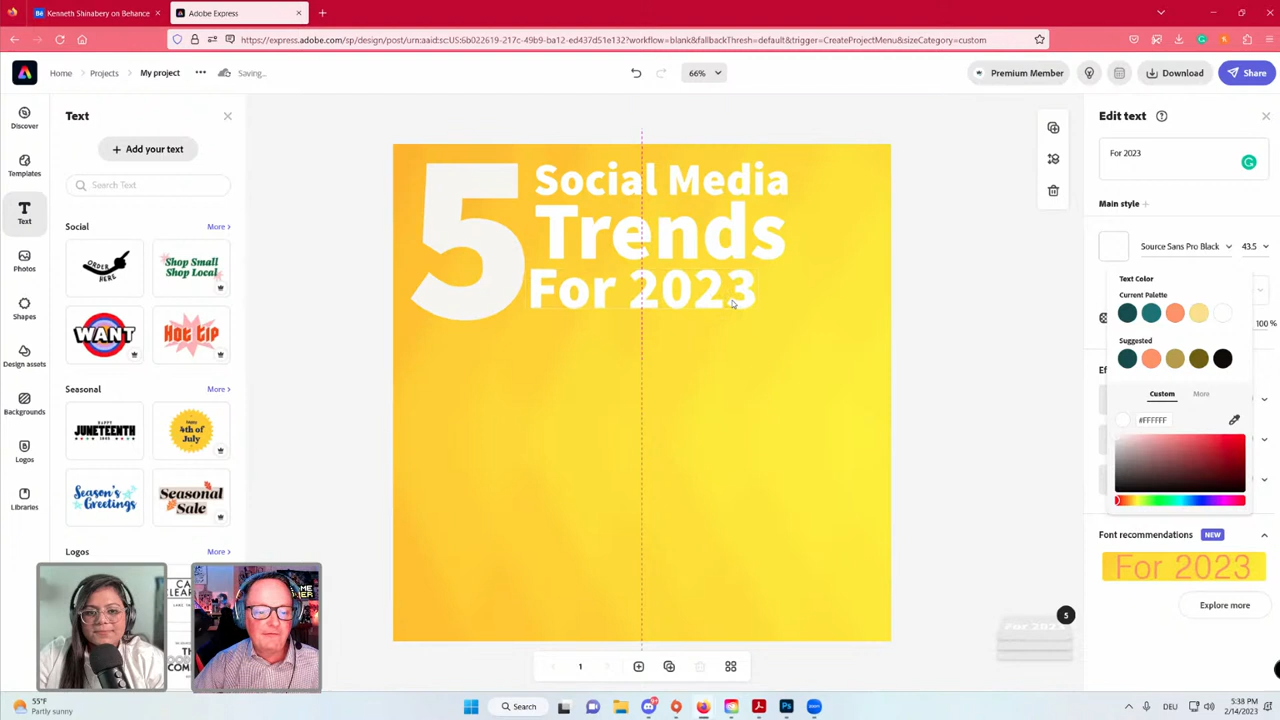 Kenneth Shinabery on Behance
Adobe Express
https://express.adobe.com/sp/design/post/urn:aaid:sc:US:6b022619-217c-49b9-ba12-ed437d51e132?workflow=blank&fallbackThresh=default&trigger=CreateProjectMenu&sizeCategory=custom
Home
Projects
My project
Saving...
66%
Premium Member
Download
Share
Discover
Templates
Text
Photos
Shapes
Design assets
Backgrounds
Logos
Libraries
Text
Add your text
Search Text
Social
More
ORDER HERE
Shop Small
Shop Local
WANT
Hot tip
Seasonal
More
HAPPY
JUNETEENTH
4th of
July
Season's
Greetings
Seasonal
Sale
Logos
More
5
Social Media
Trends
For 2023
1
Edit text
For 2023
Main style
Source Sans Pro Black
43.5
Text Color
Current Palette
Suggested
100 %
Custom
More
#FFFFFF
Font recommendations
NEW
For 2023
Explore more
5
For 2023
55°F
Partly sunny
Search
DEU
5:38 PM
2/14/2023